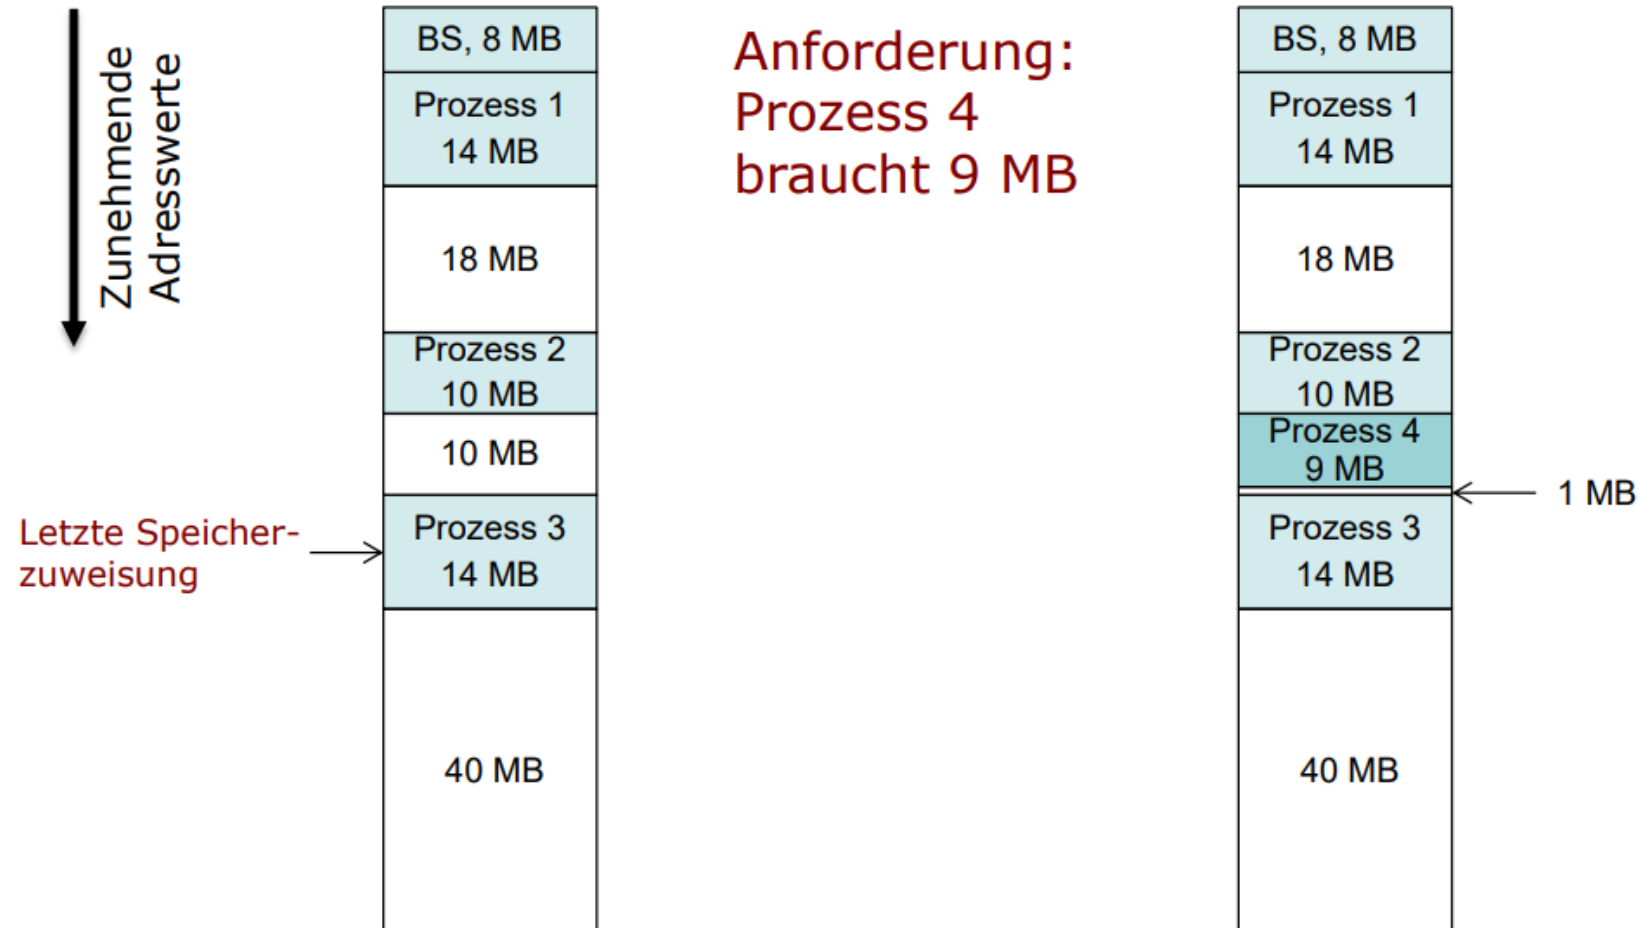 Zunehmende
Adresswerte
BS, 8 MB
Prozess 1
14 MB
18 MB
Prozess 2
10 MB
10 MB
Letzte Speicher-
zuweisung
Prozess 3
14 MB
40 MB
Anforderung:
Prozess 4
braucht 9 MB
BS, 8 MB
Prozess 1
14 MB
18 MB
Prozess 2
10 MB
Prozess 4
9 MB
1 MB
Prozess 3
14 MB
40 MB